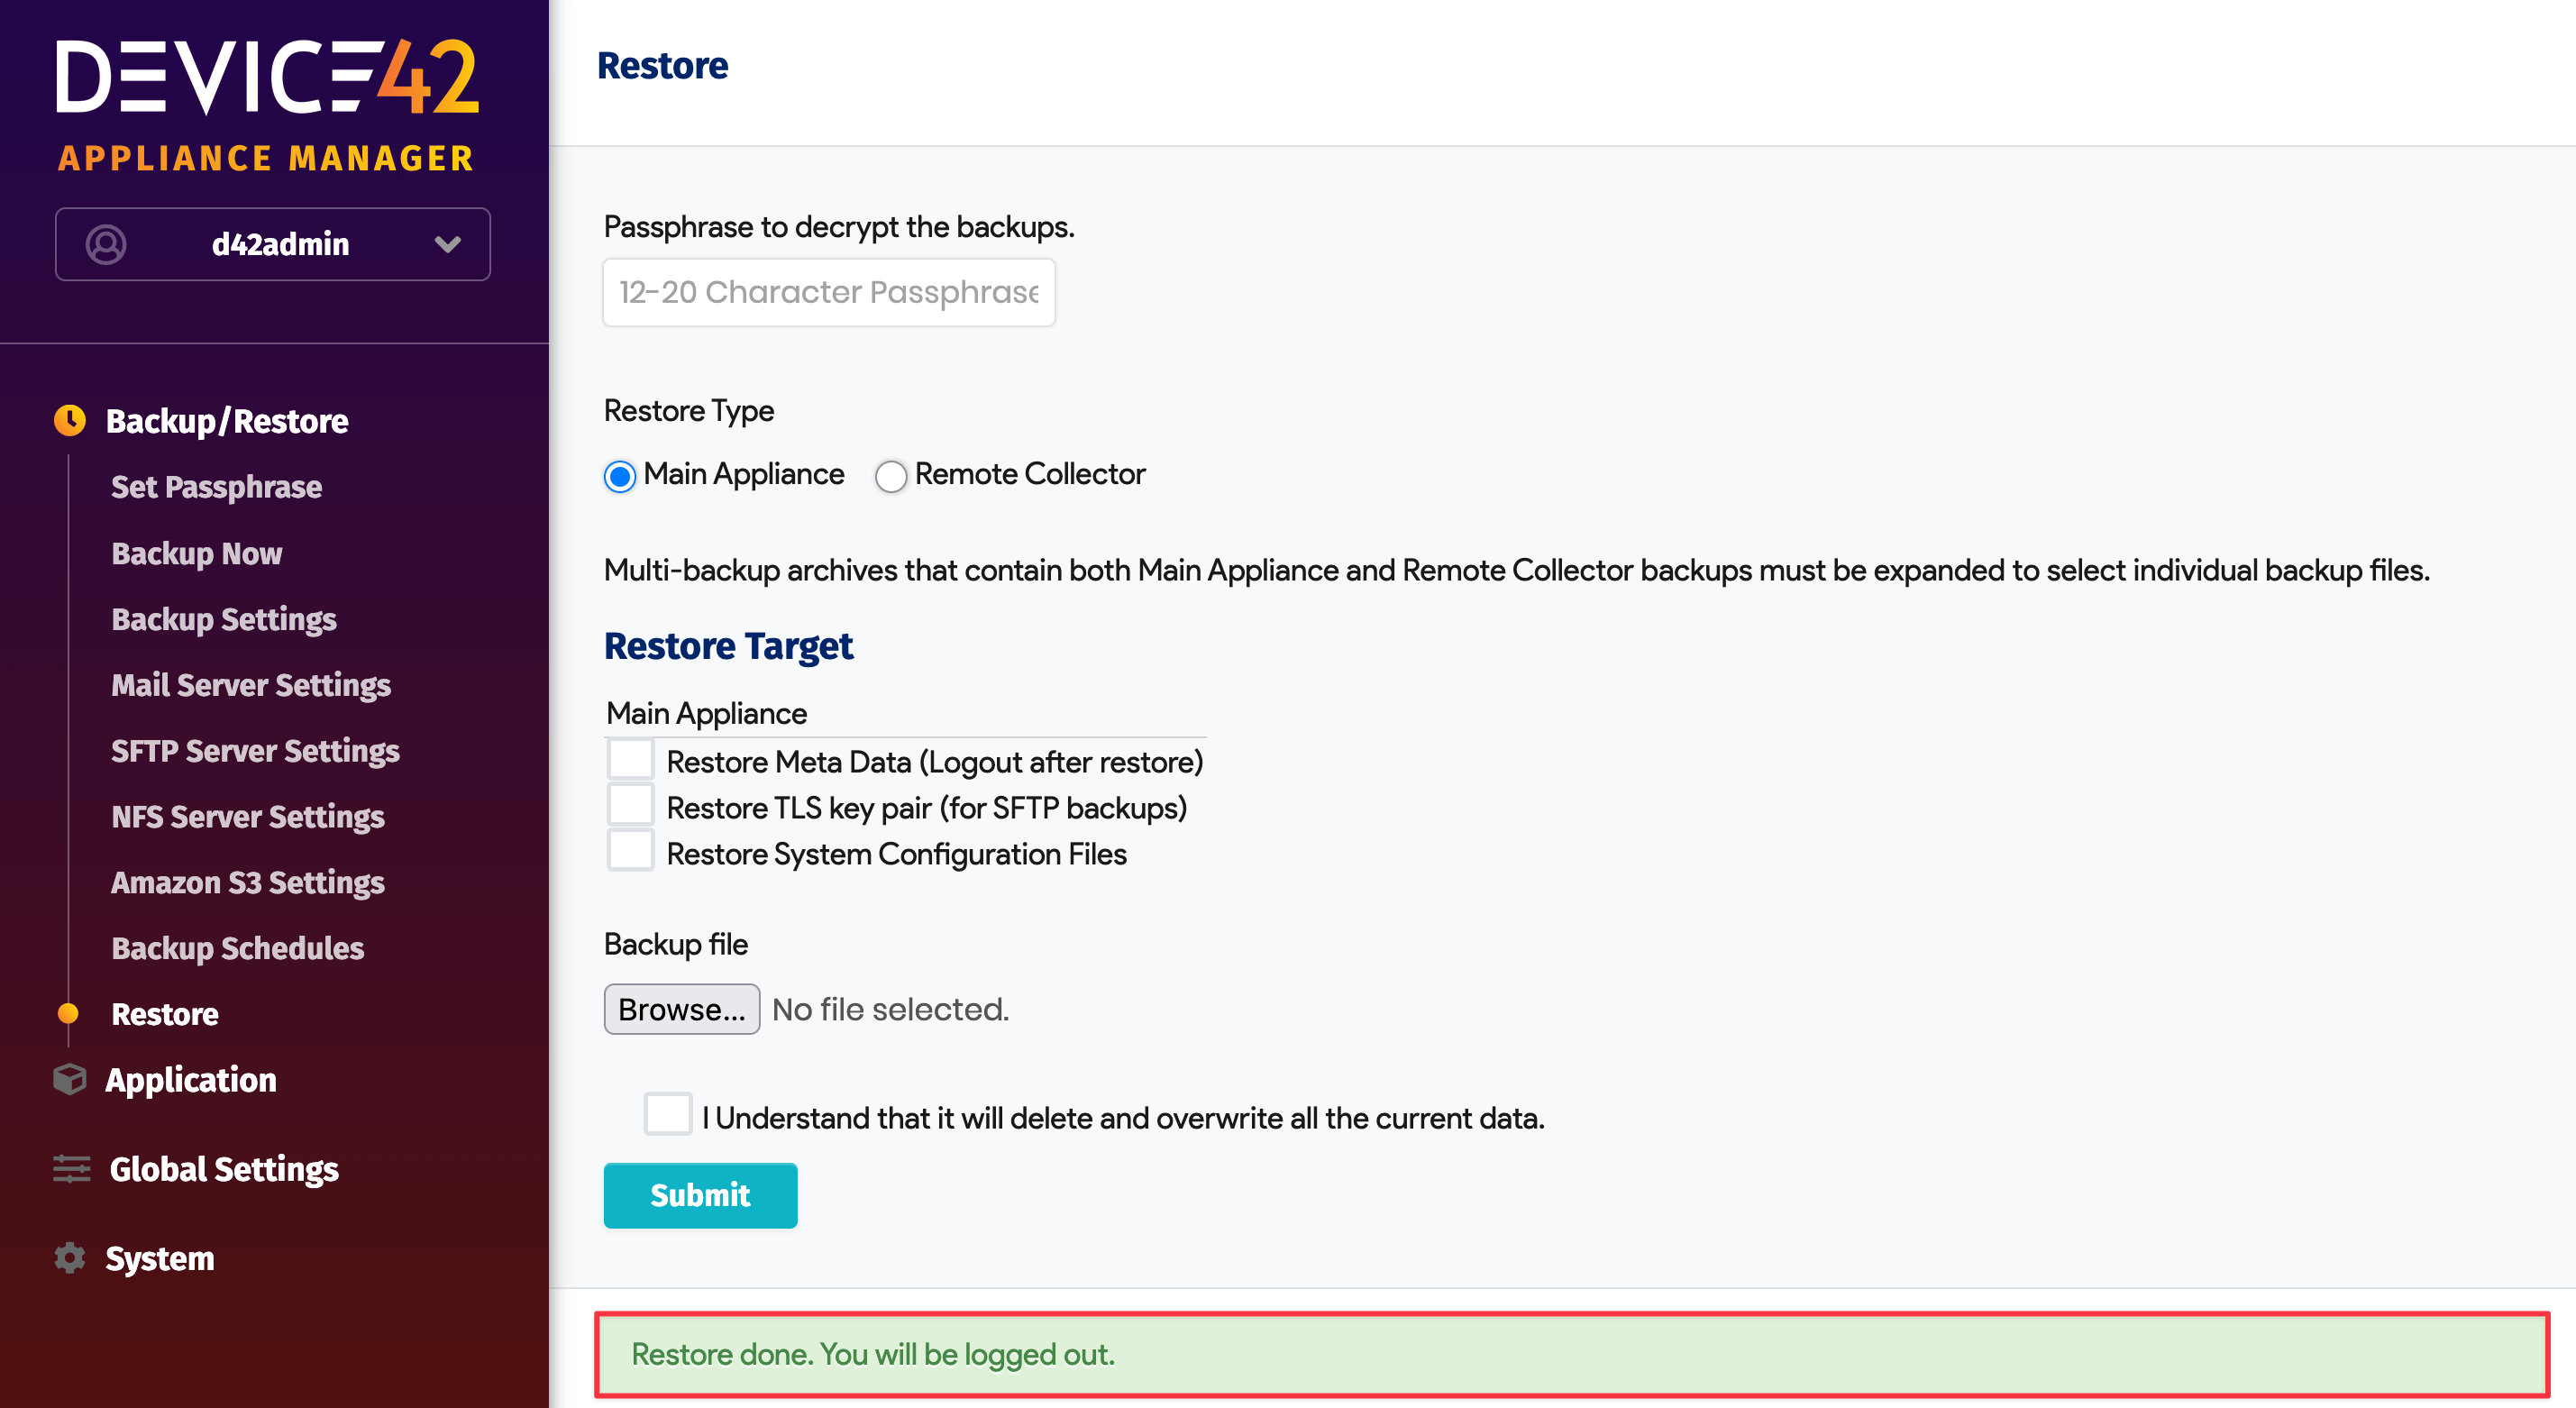 DEVICE42
APPLIANCE MANAGER
d42admin
Backup/Restore
Set Passphrase
Backup Now
Backup Settings
Mail Server Settings
SFTP Server Settings
NFS Server Settings
Amazon S3 Settings
Backup Schedules
Restore
Application
Global Settings
System
Restore
Passphrase to decrypt the backups.
12-20 Character Passphrase
Restore Type
Main Appliance Remote Collector
Multi-backup archives that contain both Main Appliance and Remote Collector backups must be expanded to select individual backup files.
Restore Target
Main Appliance
Restore Meta Data (Logout after restore)
Restore TLS key pair (for SFTP backups)
Restore System Configuration Files
Backup file
Browse... No file selected.
I Understand that it will delete and overwrite all the current data.
Submit
Restore done. You will be logged out.